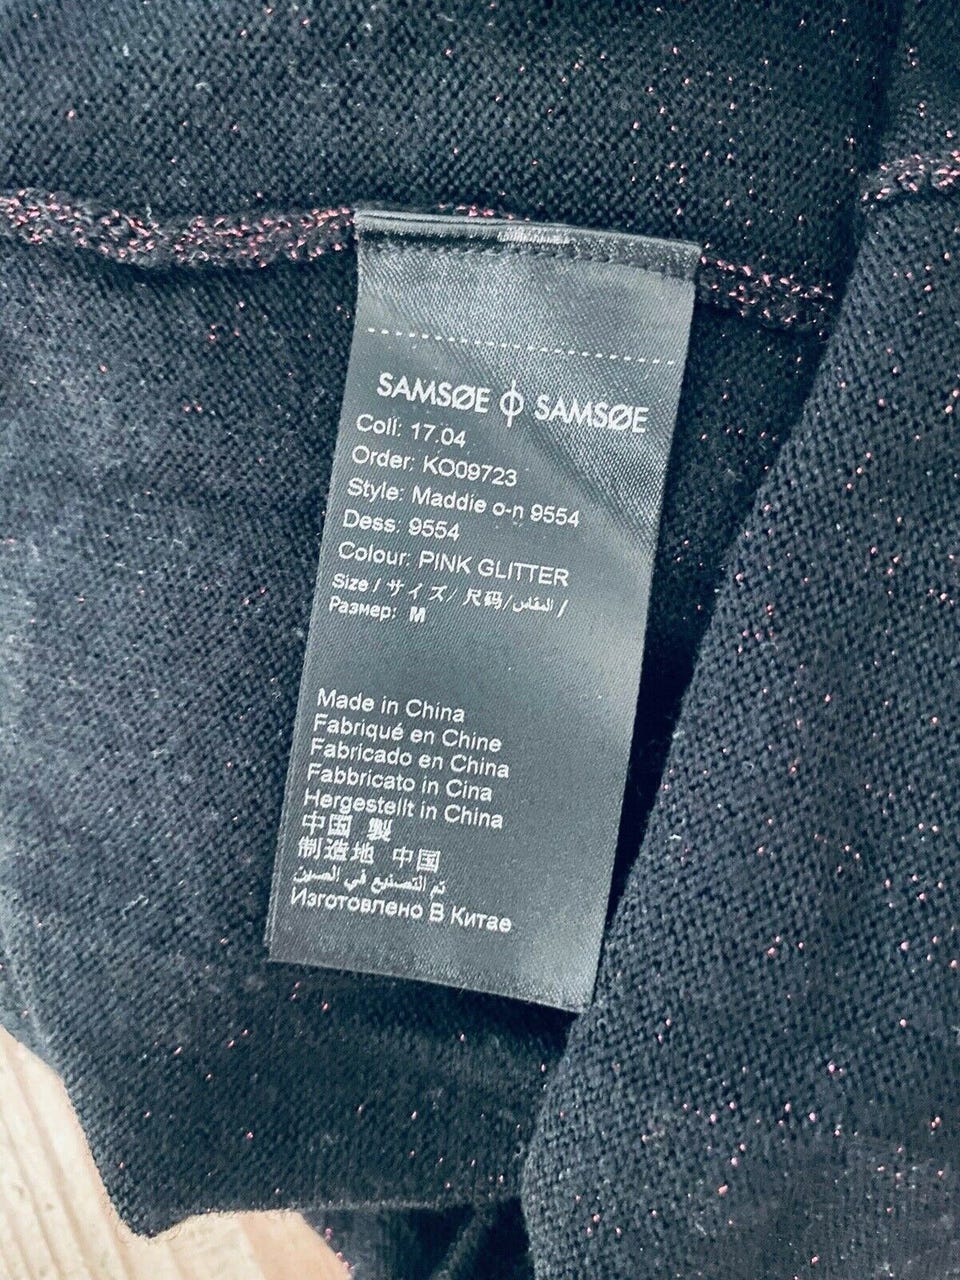 SAMSØE ϕ SAMSØE
Coll: 17.04
Order: KO09723
Style: Maddie o-n 9554
Dess: 9554
Colour: PINK GLITTER
Size / サイズ/ 尺码/المقاس /
Размер: M
Made in China
Fabriqué en Chine
Fabricado en China
Fabbricato in Cina
Hergestellt in China
中国 製
制造地 中国
تم التصنيع في الصين
Изготовлено В Китае